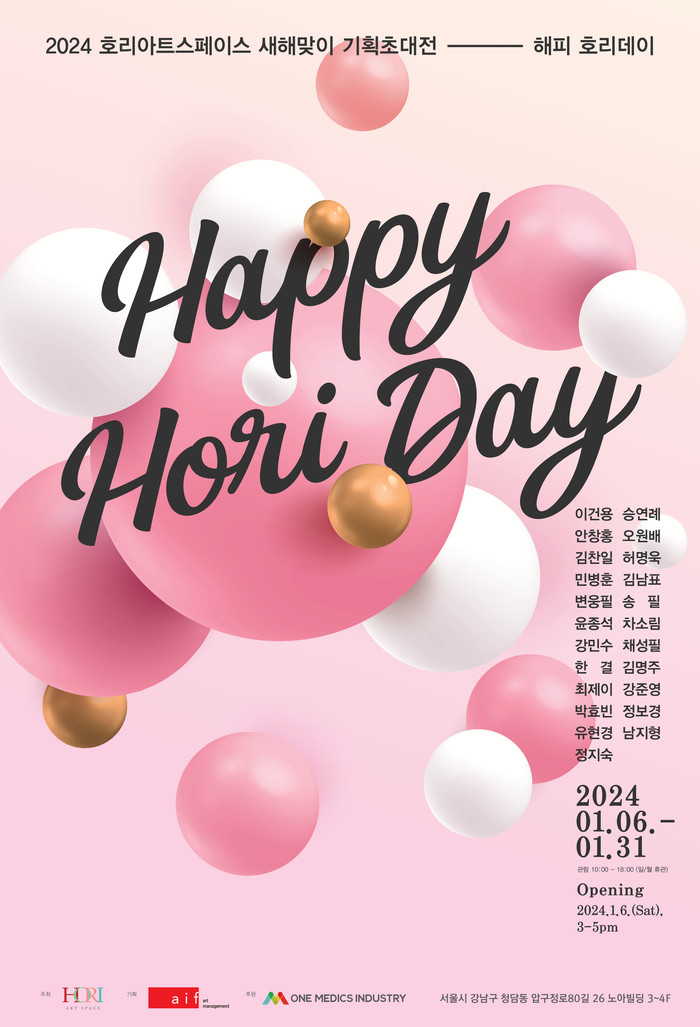 2024 호리아트스페이스 새해맞이 기획초대전 ——— 해피 호리데이
Happy
Hori Day
이건용 승연례
안창홍 오원배
김찬일 허명욱
민병훈 김남표
변웅필 송 필
윤종석 차소림
강민수 채성필
한 결 김명주
최제이 강준영
박효빈 정보경
유현경 남지형
정지숙
2024
01.06.–
01.31
관람 10:00 - 18:00 (일/월 휴관)
Opening
2024.1.6.(Sat),
3-5pm
주최 HORI ART SPACE 기획 aif art management 후원 ONE MEDICS INDUSTRY 서울시 강남구 청담동 압구정로80길 26 노아빌딩 3~4F